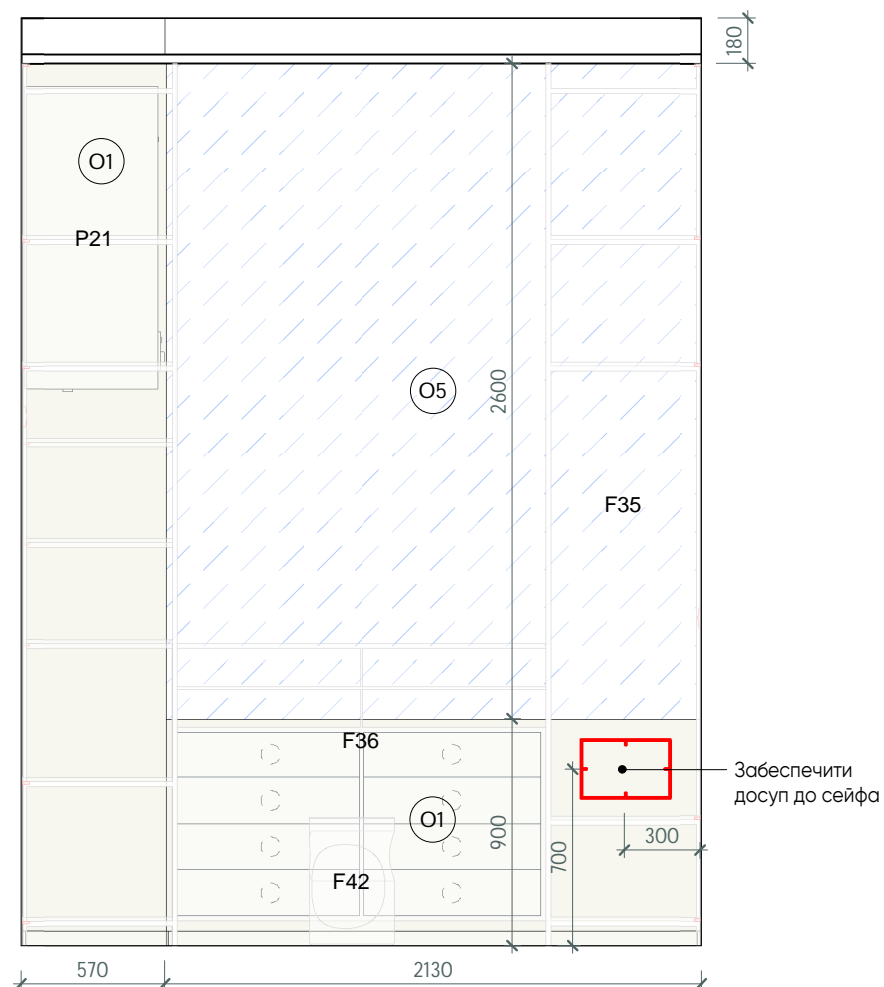 180
O1
P21
O5
2600
F35
F36
Забеспечити
досуп до сейфа
O1
900
700
300
F42
570
2130